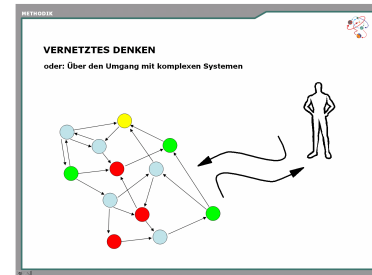 METHODIK
VERNETZTES DENKEN
oder: Über den Umgang mit komplexen Systemen